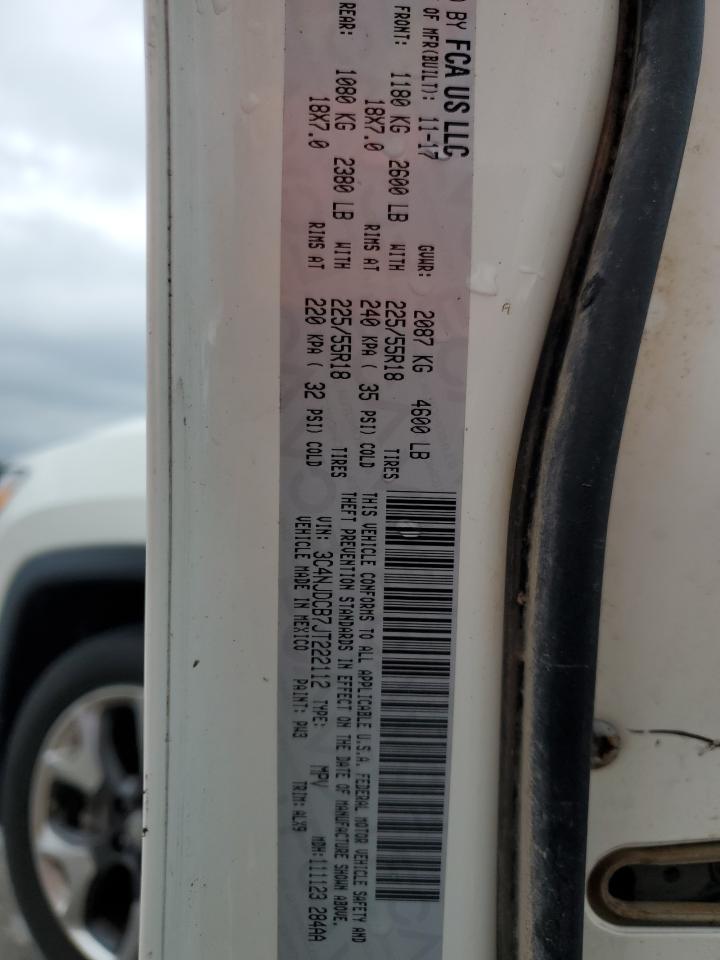 ) BY FCA US LLC
OF MFR(BUILT): 11-17 GVWR: 2087 KG 4600 LB
FRONT: 1180 KG 2600 LB WITH 225/55R18 TIRES
18X7.0 RIMS AT 240 KPA ( 35 PSI) COLD
REAR: 1080 KG 2380 LB WITH 225/55R18 TIRES
18X7.0 RIMS AT 220 KPA ( 32 PSI) COLD
THIS VEHICLE CONFORMS TO ALL APPLICABLE U.S.A. FEDERAL MOTOR VEHICLE SAFETY AND
THEFT PREVENTION STANDARDS IN EFFECT ON THE DATE OF MANUFACTURE SHOWN ABOVE.
VIN: 3C4NJDCB7JT222112 TYPE: MPV MDH:111123 284AA
VEHICLE MADE IN MEXICO PAINT: PW3 TRIM:ALX9